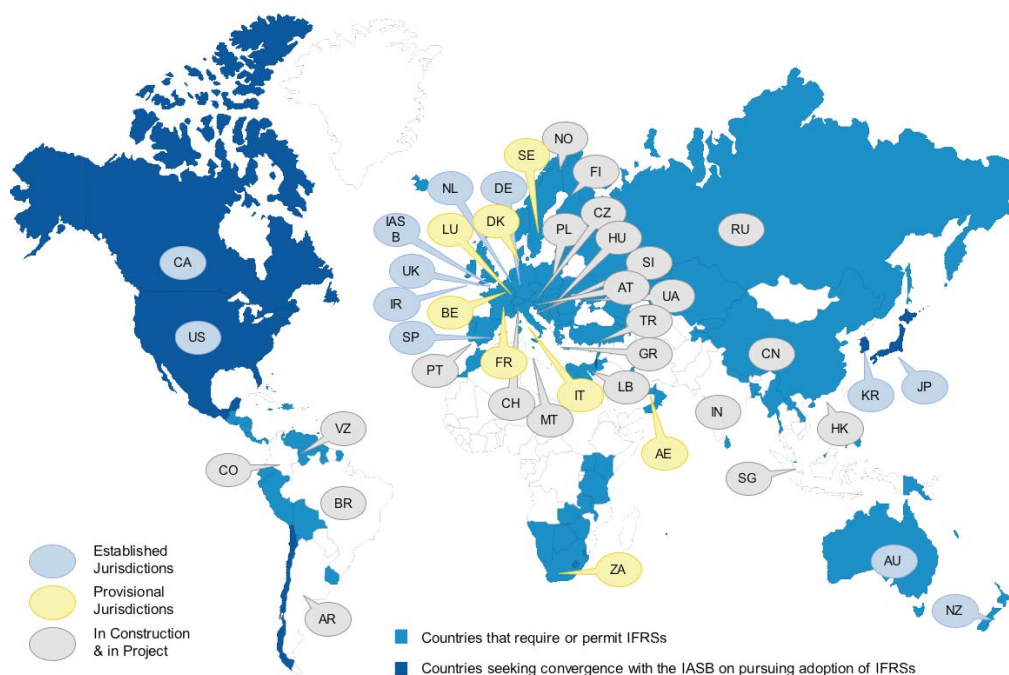 NO
SE
FI
NL
DE
CZ
IAS
B
LU
DK
PL
HU
RU
CA
UK
SI
AT
UA
IR
BE
TR
US
SP
GR
CN
PT
FR
LB
KR
JP
CH
MT
IT
IN
VZ
HK
AE
CO
SG
BR
Established
Jurisdictions
AU
ZA
Provisional
Jurisdictions
NZ
AR
In Construction
& in Project
Countries that require or permit IFRSs
Countries seeking convergence with the IASB on pursuing adoption of IFRSs